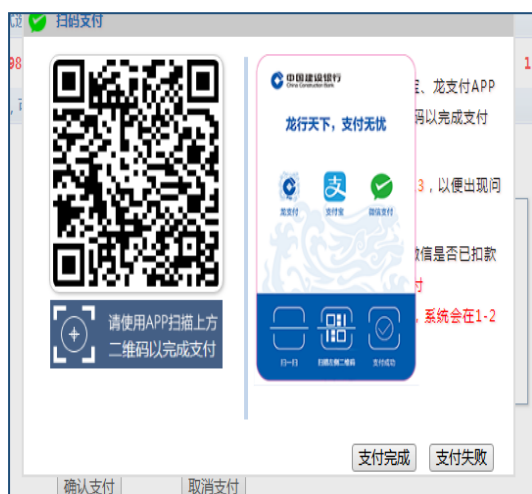 扫码支付
98
1
中国建设银行
China Construction Bank
、龙支付APP
龙行天下，支付无忧
码以完成支付
龙支付
支付宝
微信支付
3，以便出现问
信是否已扣款
付
请使用APP扫描上方
二维码以完成支付
，系统会在1-2
扫一扫
扫描左侧二维码
支付成功
支付完成
支付失败
确认支付
取消支付